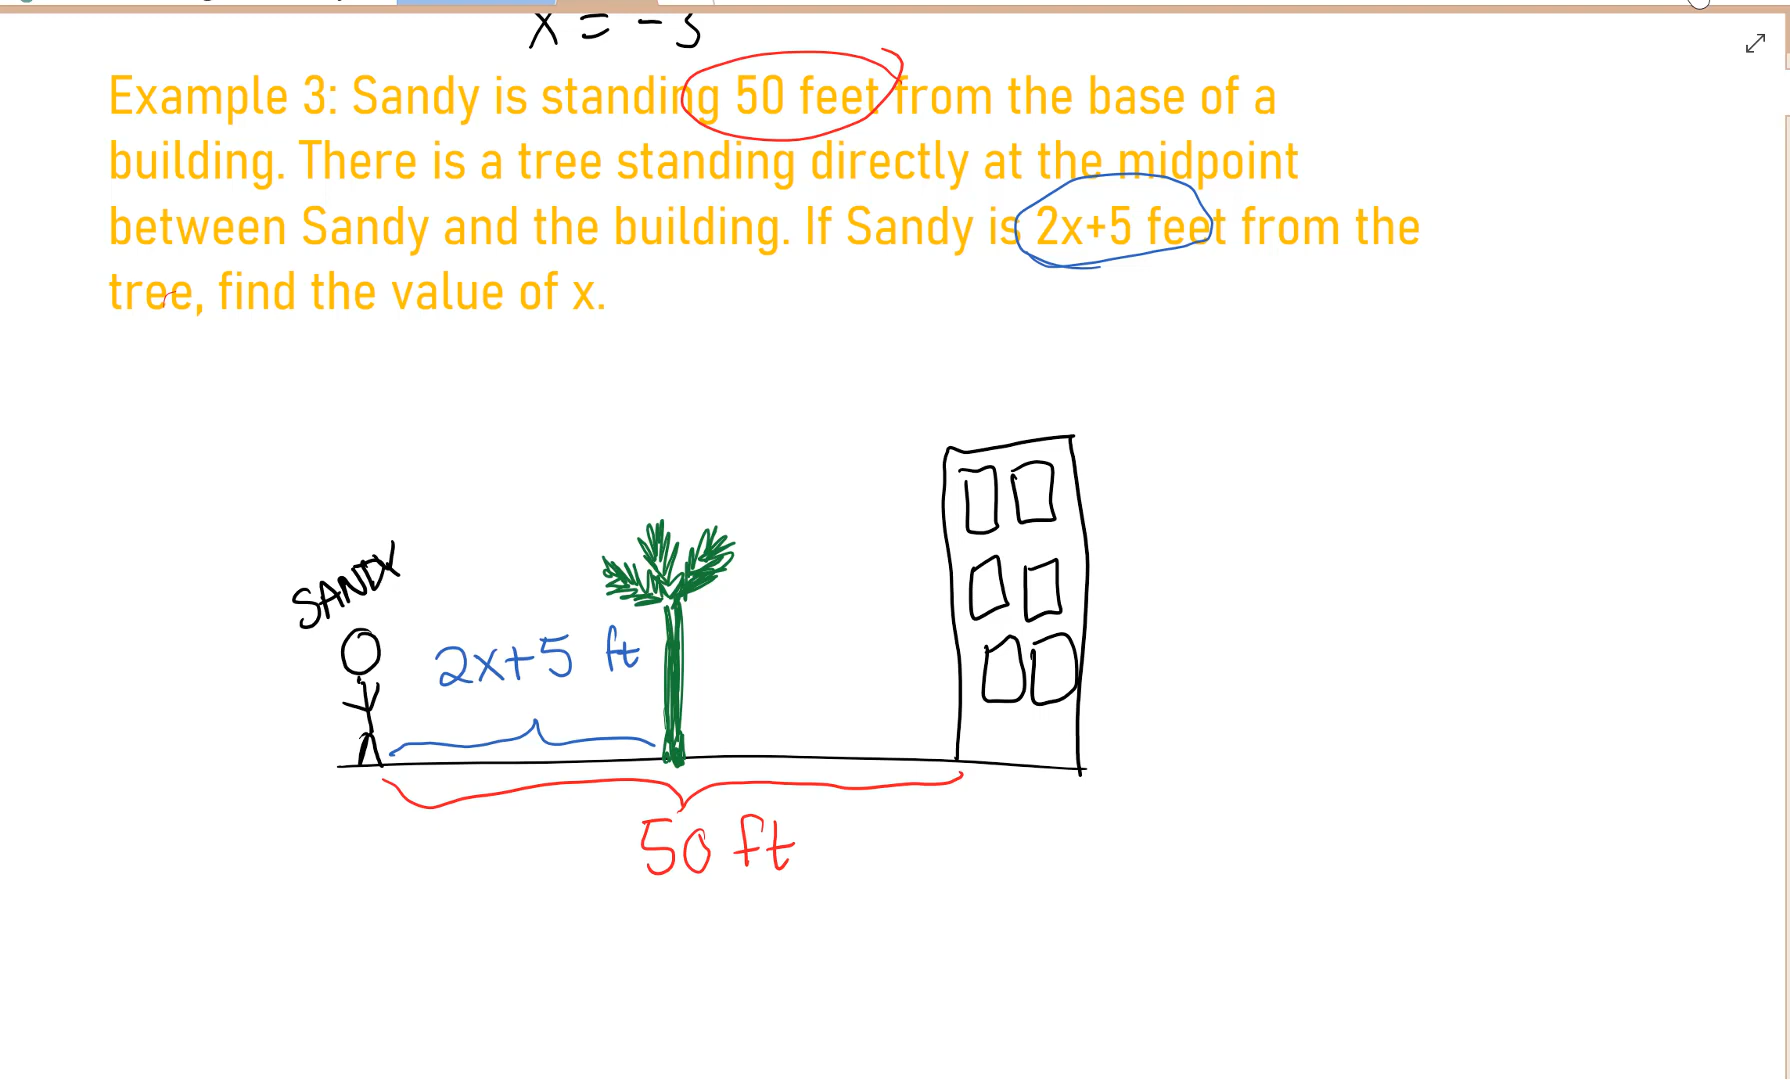 x = -3
Example 3: Sandy is standing 50 feet from the base of a
building. There is a tree standing directly at the midpoint
between Sandy and the building. If Sandy is 2x+5 feet from the
tree, find the value of x.
SANDY
2x+5 ft
50 ft